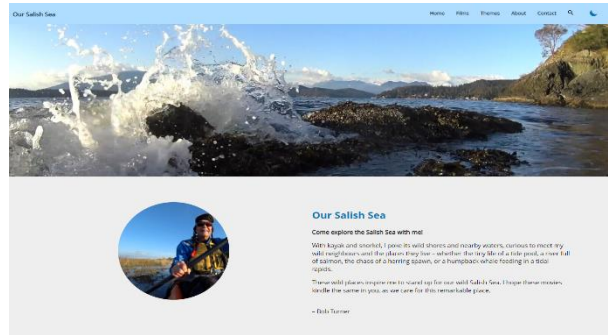 Our Salish Sea
Home Films Themes About Contact
Our Salish Sea
Come explore the Salish Sea with me!
With kayak and snorkel, I poke its wild shores and nearby waters, curious to meet my
wild neighbours and the places they live – whether the tiny life of a tide pool, a river full
of salmon, the chaos of a herring spawn, or a humpback whale feeding in a tidal
rapids.
These wild places inspire me to stand up for our wild Salish Sea. I hope these movies
kindle the same in you, as we care for this remarkable place.
– Bob Turner